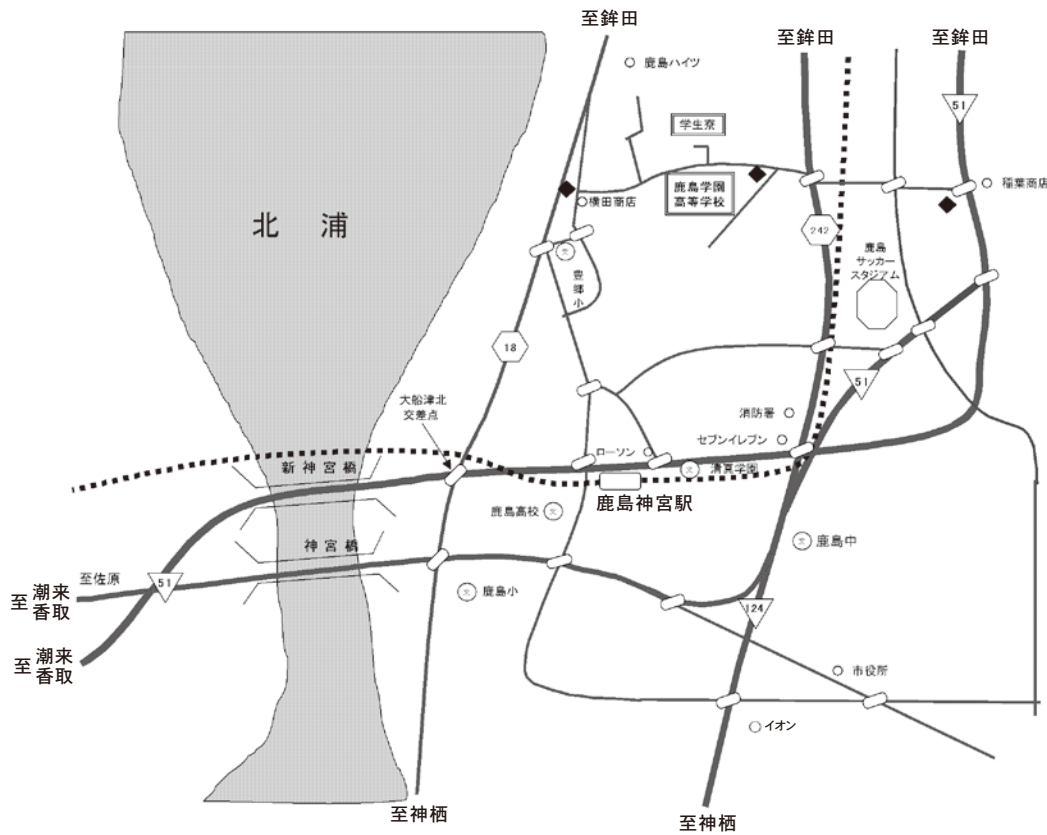 至鉾田
至鉾田
至鉾田
鹿島ハイツ
51
学生寮
稲葉商店
鹿島学園
高等学校
横田商店
北浦
242
鹿島
サッカー
スタジアム
文
豊
郷
小
18
51
大船津北
交差点
消防署
セブンイレブン
ローソン
新神宮橋
文
清真学園
鹿島神宮駅
鹿島高校
文
文
鹿島中
神宮橋
至佐原
51
文
鹿島小
至
潮来
香取
124
至
潮来
香取
市役所
イオン
至神栖
至神栖